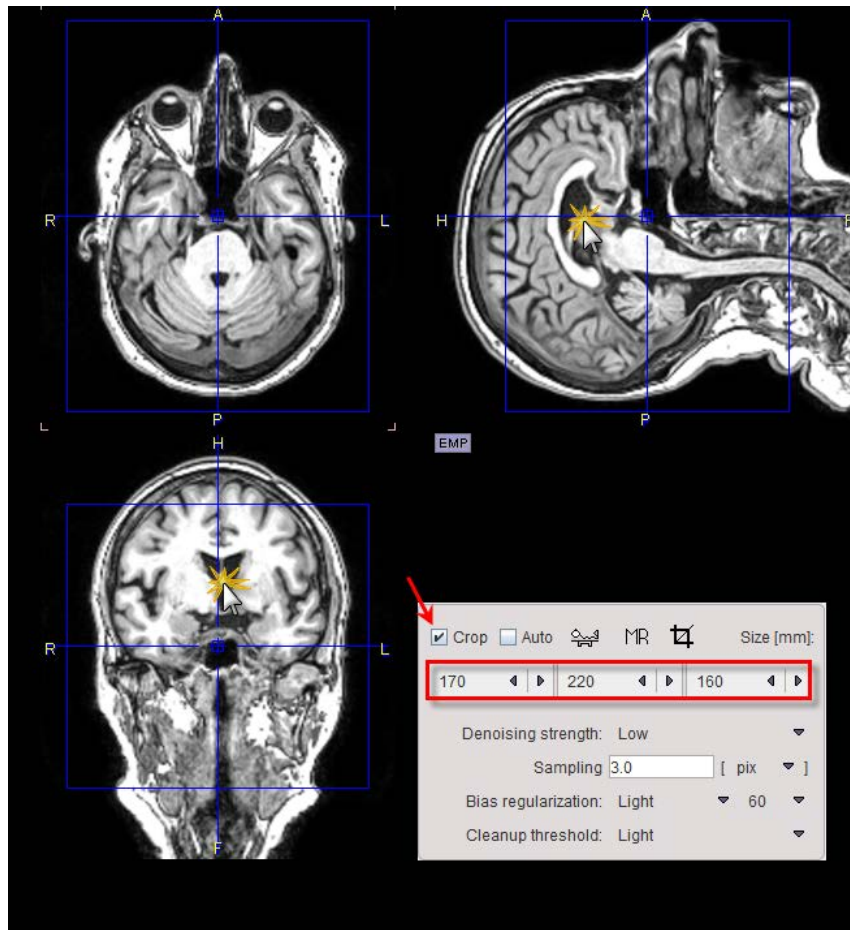 A
R
L
P
A
H
F
P
H
R
L
F
EMP
Crop Auto MR Size [mm]:
170 220 160
Denoising strength: Low
Sampling 3.0 [ pix ]
Bias regularization: Light 60
Cleanup threshold: Light